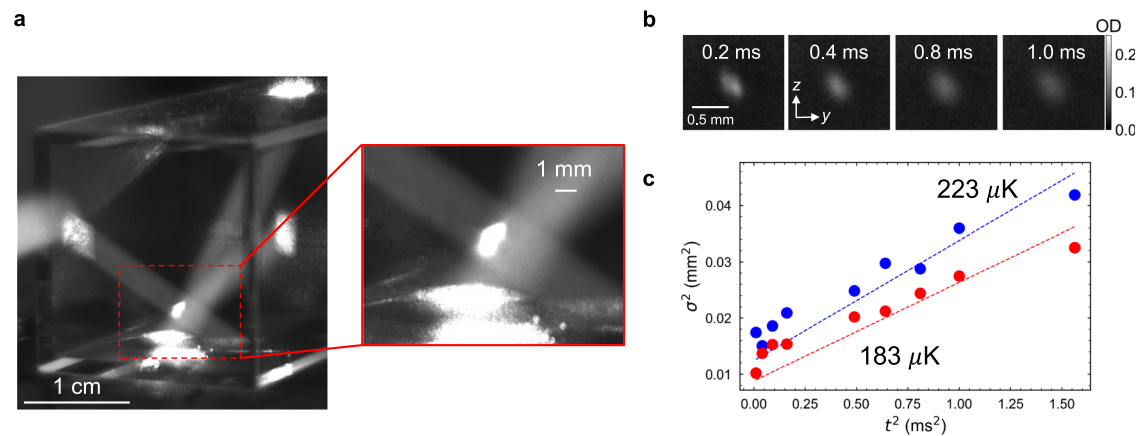 a
1 cm
1 mm
b
OD
0.2 ms
0.4 ms
0.8 ms
1.0 ms
0.5 mm
z
y
0.2
0.1
0.0
c
223 μK
183 μK
0.04
0.03
0.02
0.01
σ² (mm²)
0.00 0.25 0.50 0.75 1.00 1.25 1.50
t² (ms²)